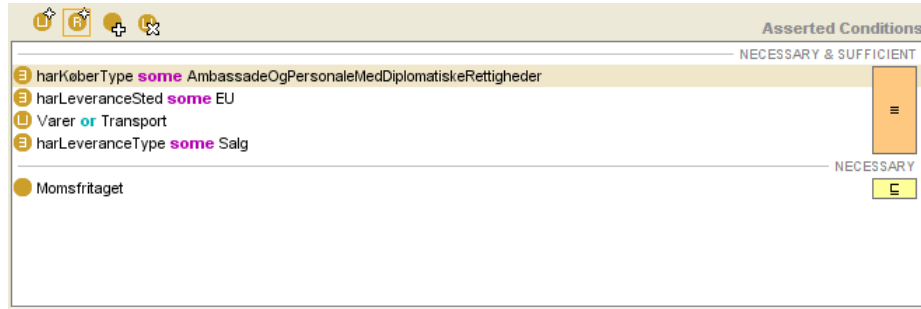 Asserted Conditions
NECESSARY & SUFFICIENT
harKøberType some AmbassadeOgPersonaleMedDiplomatiskeRettigheder
harLeveranceSted some EU
Varer or Transport
harLeveranceType some Salg
≡
NECESSARY
Momsfritaget
⊑